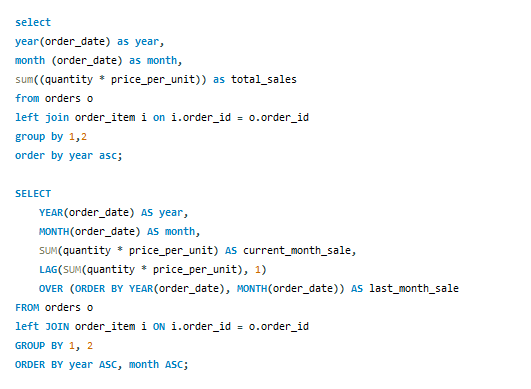 select
year(order_date) as year,
month (order_date) as month,
sum((quantity * price_per_unit)) as total_sales
from orders o
left join order_item i on i.order_id = o.order_id
group by 1,2
order by year asc;
SELECT
YEAR(order_date) AS year,
MONTH(order_date) AS month,
SUM(quantity * price_per_unit) AS current_month_sale,
LAG(SUM(quantity * price_per_unit), 1)
OVER (ORDER BY YEAR(order_date), MONTH(order_date)) AS last_month_sale
FROM orders o
left JOIN order_item i ON i.order_id = o.order_id
GROUP BY 1, 2
ORDER BY year ASC, month ASC;